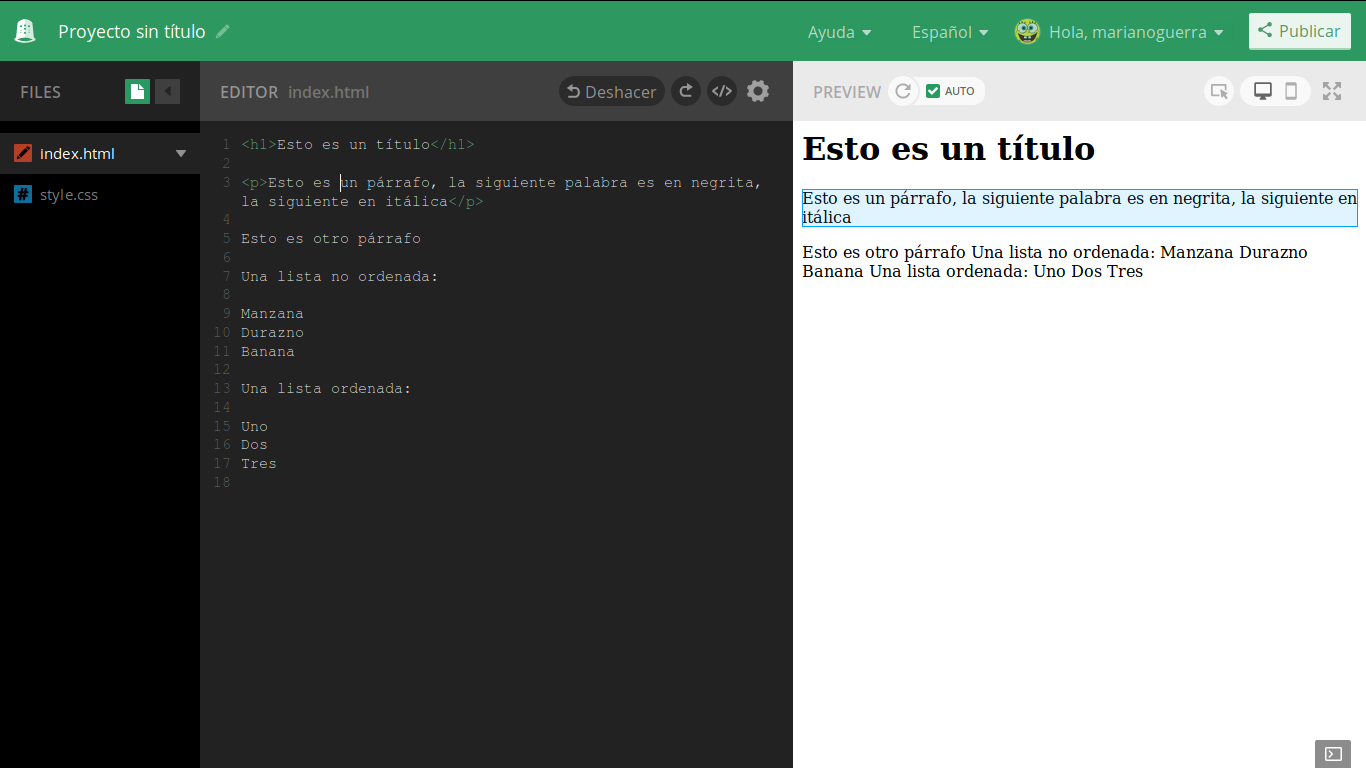 Proyecto sin título
Ayuda
Español
Hola, marianoguerra
Publicar
FILES
EDITOR index.html
Deshacer
</>
PREVIEW
AUTO
index.html
# style.css
1 <h1>Esto es un título</h1>
2
3 <p>Esto es un párrafo, la siguiente palabra es en negrita,
la siguiente en itálica</p>
4
5 Esto es otro párrafo
6
7 Una lista no ordenada:
8
9 Manzana
10 Durazno
11 Banana
12
13 Una lista ordenada:
14
15 Uno
16 Dos
17 Tres
18
Esto es un título
Esto es un párrafo, la siguiente palabra es en negrita, la siguiente en
itálica
Esto es otro párrafo Una lista no ordenada: Manzana Durazno
Banana Una lista ordenada: Uno Dos Tres